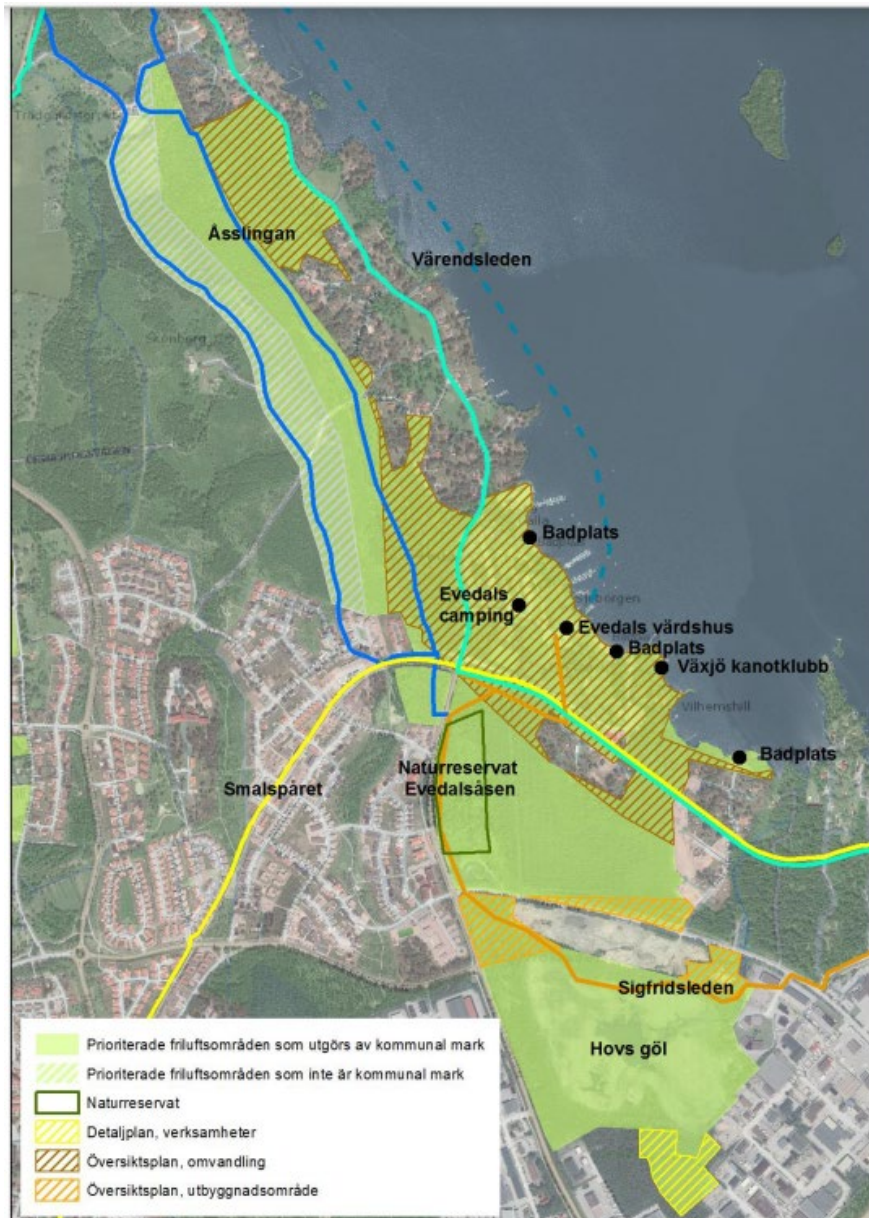 Åsslingan
Värendsleden
Badplats
Evedals
camping
Evedals värdshus
Badplats
Växjö kanotklubb
Vilhemshill
Badplats
Naturreservat
Evedalsåsen
Smalspåret
Sigfridsleden
Hovs göl
Prioriterade friluftsområden som utgörs av kommunal mark
Prioriterade friluftsområden som inte är kommunal mark
Naturreservat
Detaljplan, verksamheter
Översiktsplan, omvandling
Översiktsplan, utbyggnadsområde